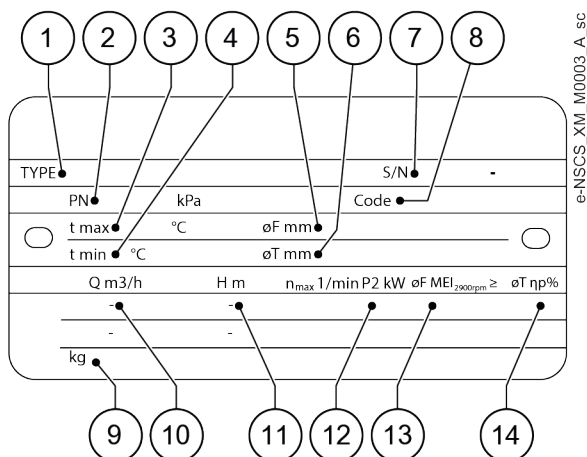 1 2 3 4 5 6 7 8
e-NSCS_XM_M0003_A_sc
TYPE S/N -
PN kPa Code
t max °C øF mm
t min °C øT mm
Q m3/h H m nmax 1/min P2 kW øF MEI2900rpm ≥ øT ηp%
- -
- -
kg
9 10 11 12 13 14